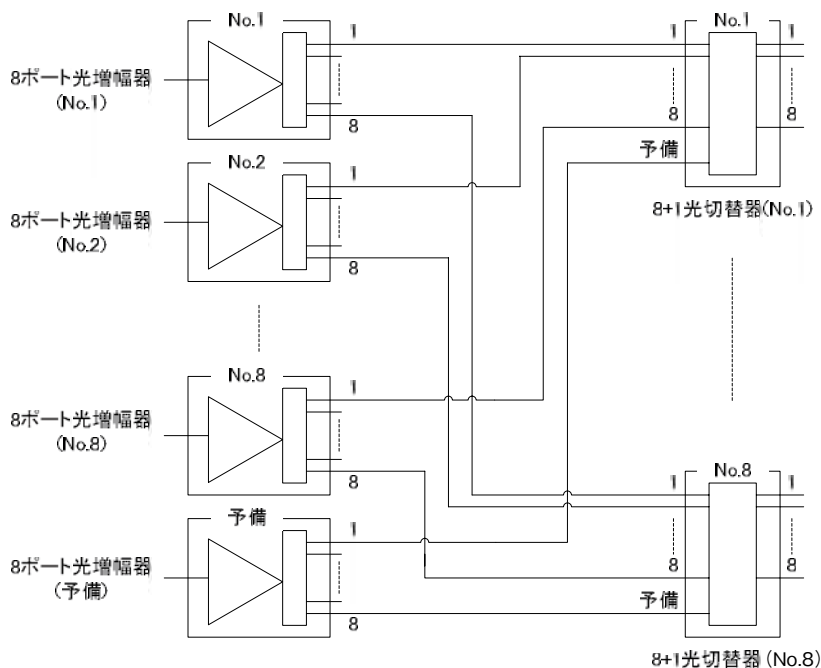 No.1
1
8
8ポート光増幅器
(No.1)
No.2
1
8
8ポート光増幅器
(No.2)
No.8
1
8
8ポート光増幅器
(No.8)
予備
1
8
8ポート光増幅器
(予備)
No.1
1
8
予備
1
8
8+1光切替器(No.1)
No.8
1
8
予備
1
8
8+1光切替器(No.8)